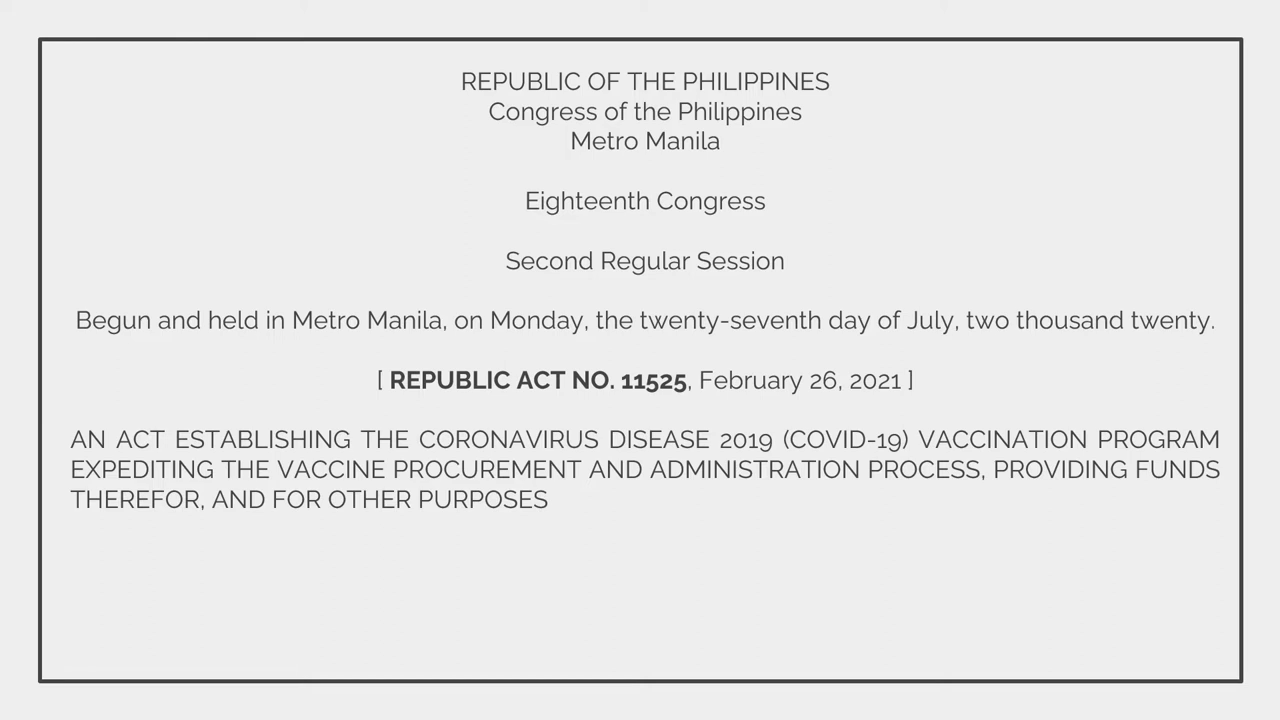 REPUBLIC OF THE PHILIPPINES
Congress of the Philippines
Metro Manila
Eighteenth Congress
Second Regular Session
Begun and held in Metro Manila, on Monday, the twenty-seventh day of July, two thousand twenty.
[ REPUBLIC ACT NO. 11525, February 26, 2021 ]
AN ACT ESTABLISHING THE CORONAVIRUS DISEASE 2019 (COVID-19) VACCINATION PROGRAM
EXPEDITING THE VACCINE PROCUREMENT AND ADMINISTRATION PROCESS, PROVIDING FUNDS
THEREFOR, AND FOR OTHER PURPOSES